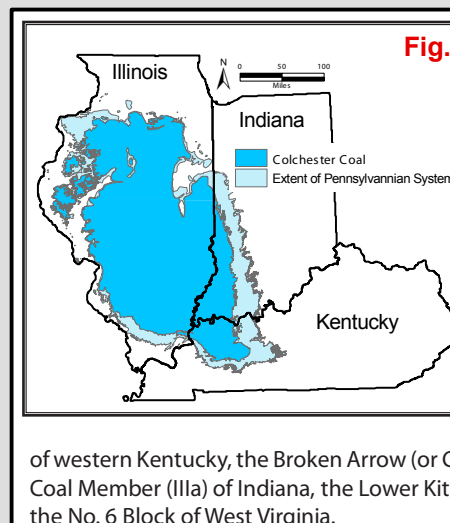 Fig.
Illinois
N
0 50 100
Miles
Indiana
Colchester Coal
Extent of Pennsylvannian System
Kentucky
of western Kentucky, the Broken Arrow (or C
Coal Member (IIIa) of Indiana, the Lower Kit
the No. 6 Block of West Virginia.